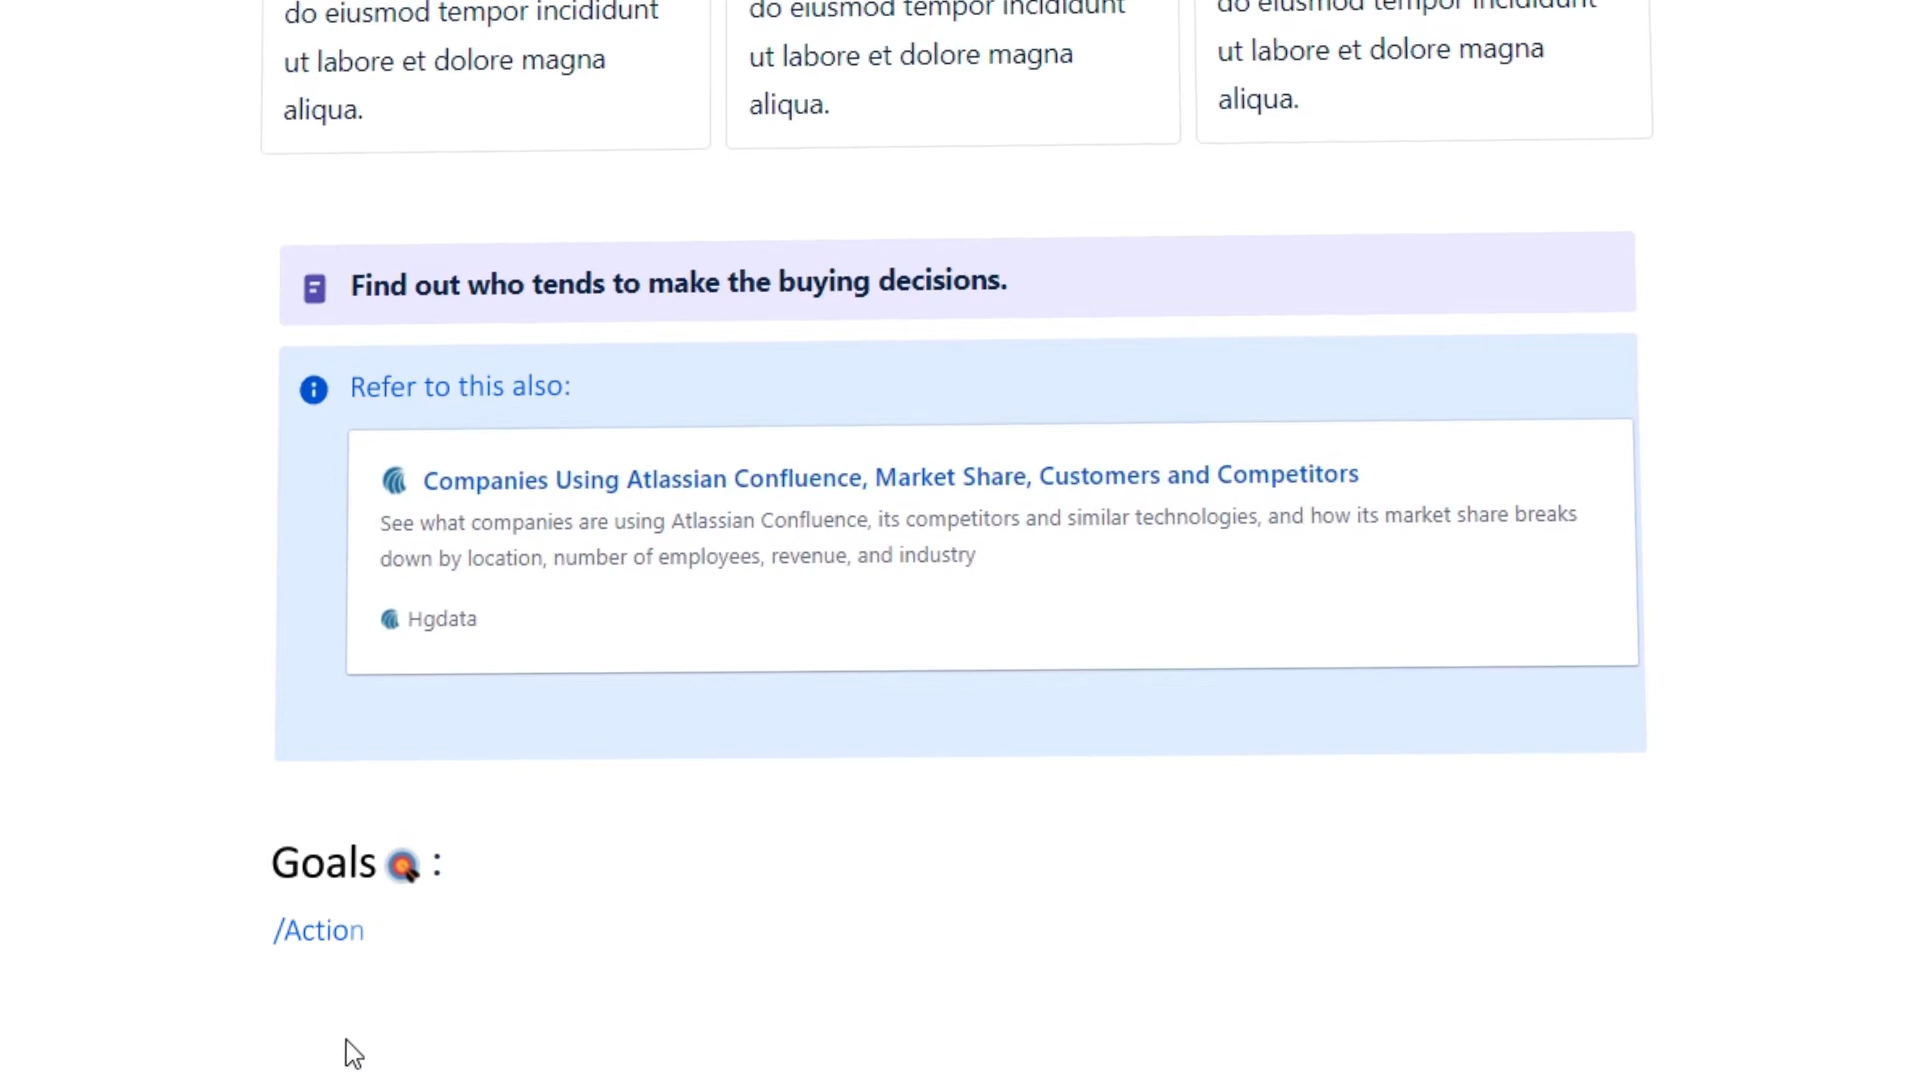 do eiusmod tempor incididunt
ut labore et dolore magna
aliqua.
do eiusmod tempor incididunt
ut labore et dolore magna
aliqua.
do eiusmod tempor incididunt
ut labore et dolore magna
aliqua.
Find out who tends to make the buying decisions.
Refer to this also:
Companies Using Atlassian Confluence, Market Share, Customers and Competitors
See what companies are using Atlassian Confluence, its competitors and similar technologies, and how its market share breaks
down by location, number of employees, revenue, and industry
Hgdata
Goals :
/Action